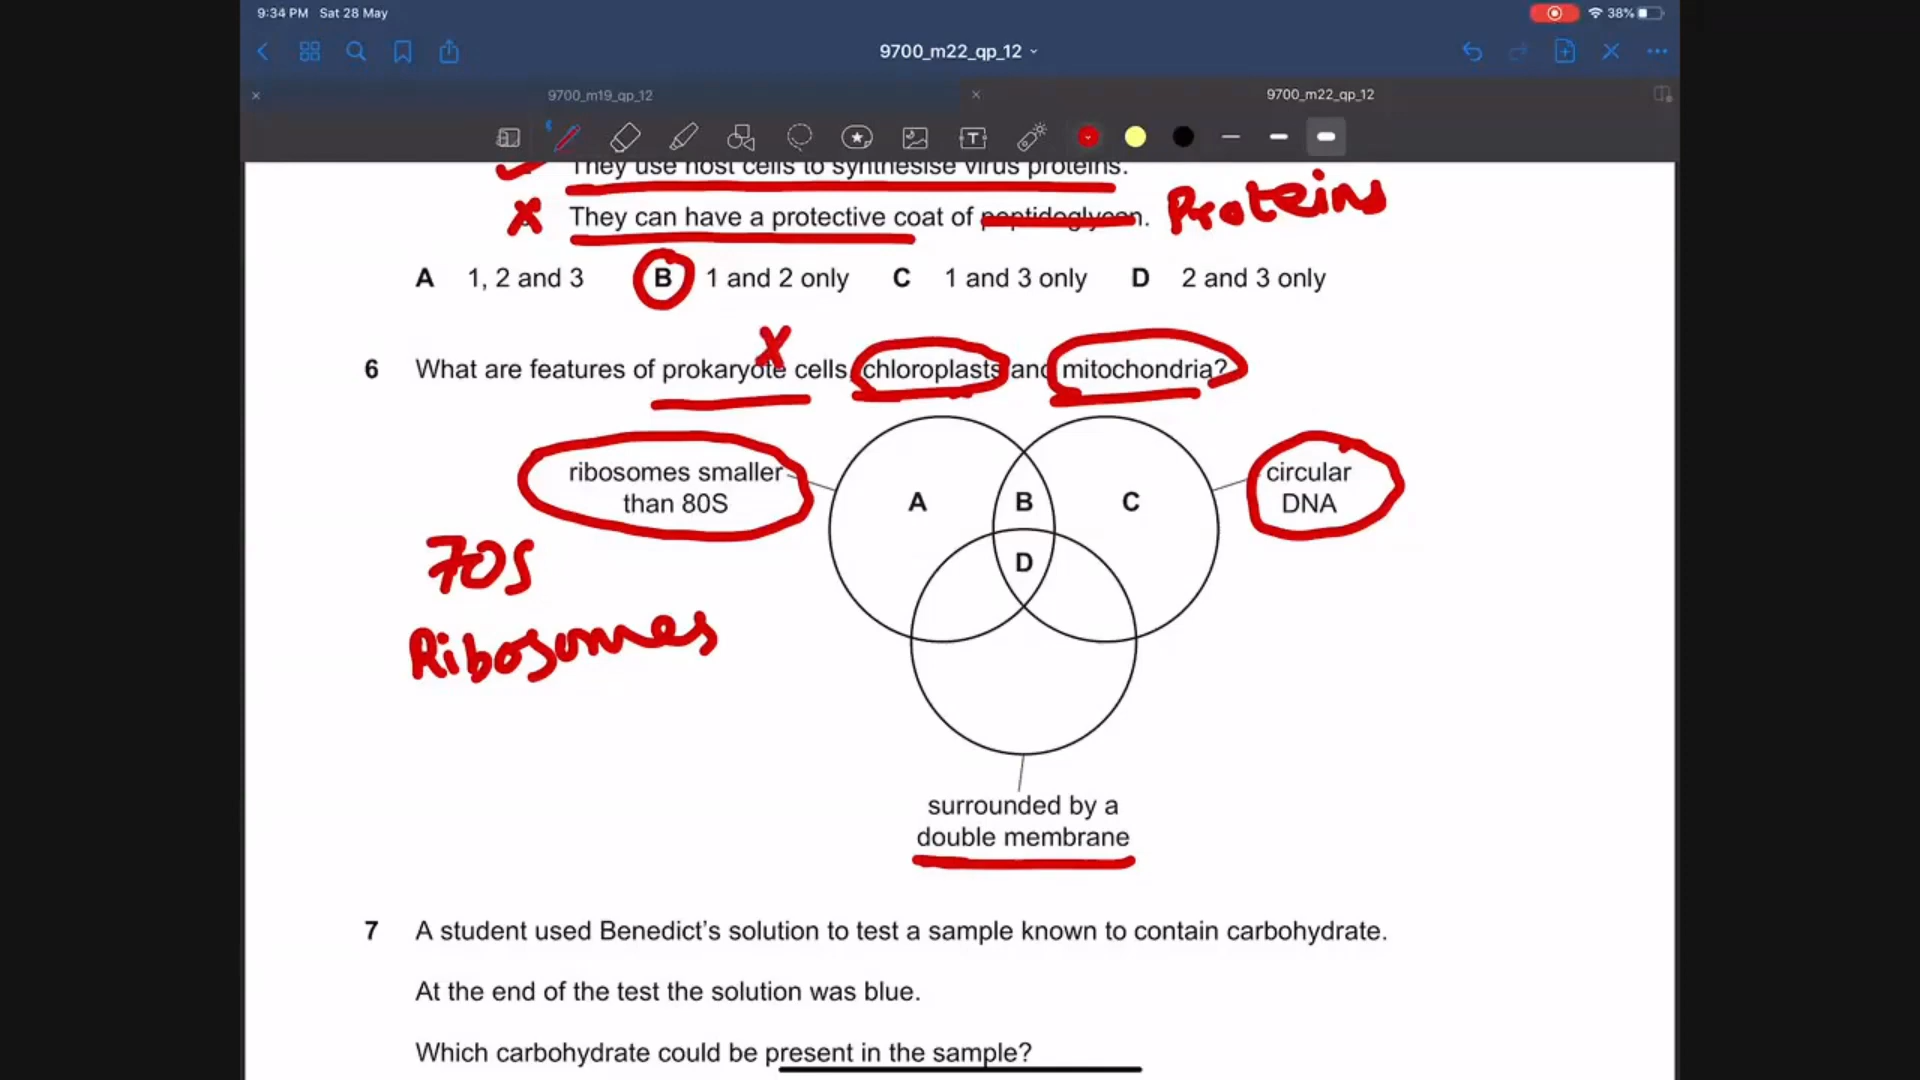 9:34 PM Sat 28 May
38%
9700_m22_qp_12
9700_m19_qp_12
9700_m22_qp_12
They use host cells to synthesise virus proteins.
They can have a protective coat of peptidoglycan. Proteins
A 1, 2 and 3 B 1 and 2 only C 1 and 3 only D 2 and 3 only
6 What are features of prokaryote cells, chloroplasts and mitochondria?
ribosomes smaller
than 80S
circular
DNA
A B C
D
70S
Ribosomes
surrounded by a
double membrane
7 A student used Benedict’s solution to test a sample known to contain carbohydrate.
At the end of the test the solution was blue.
Which carbohydrate could be present in the sample?